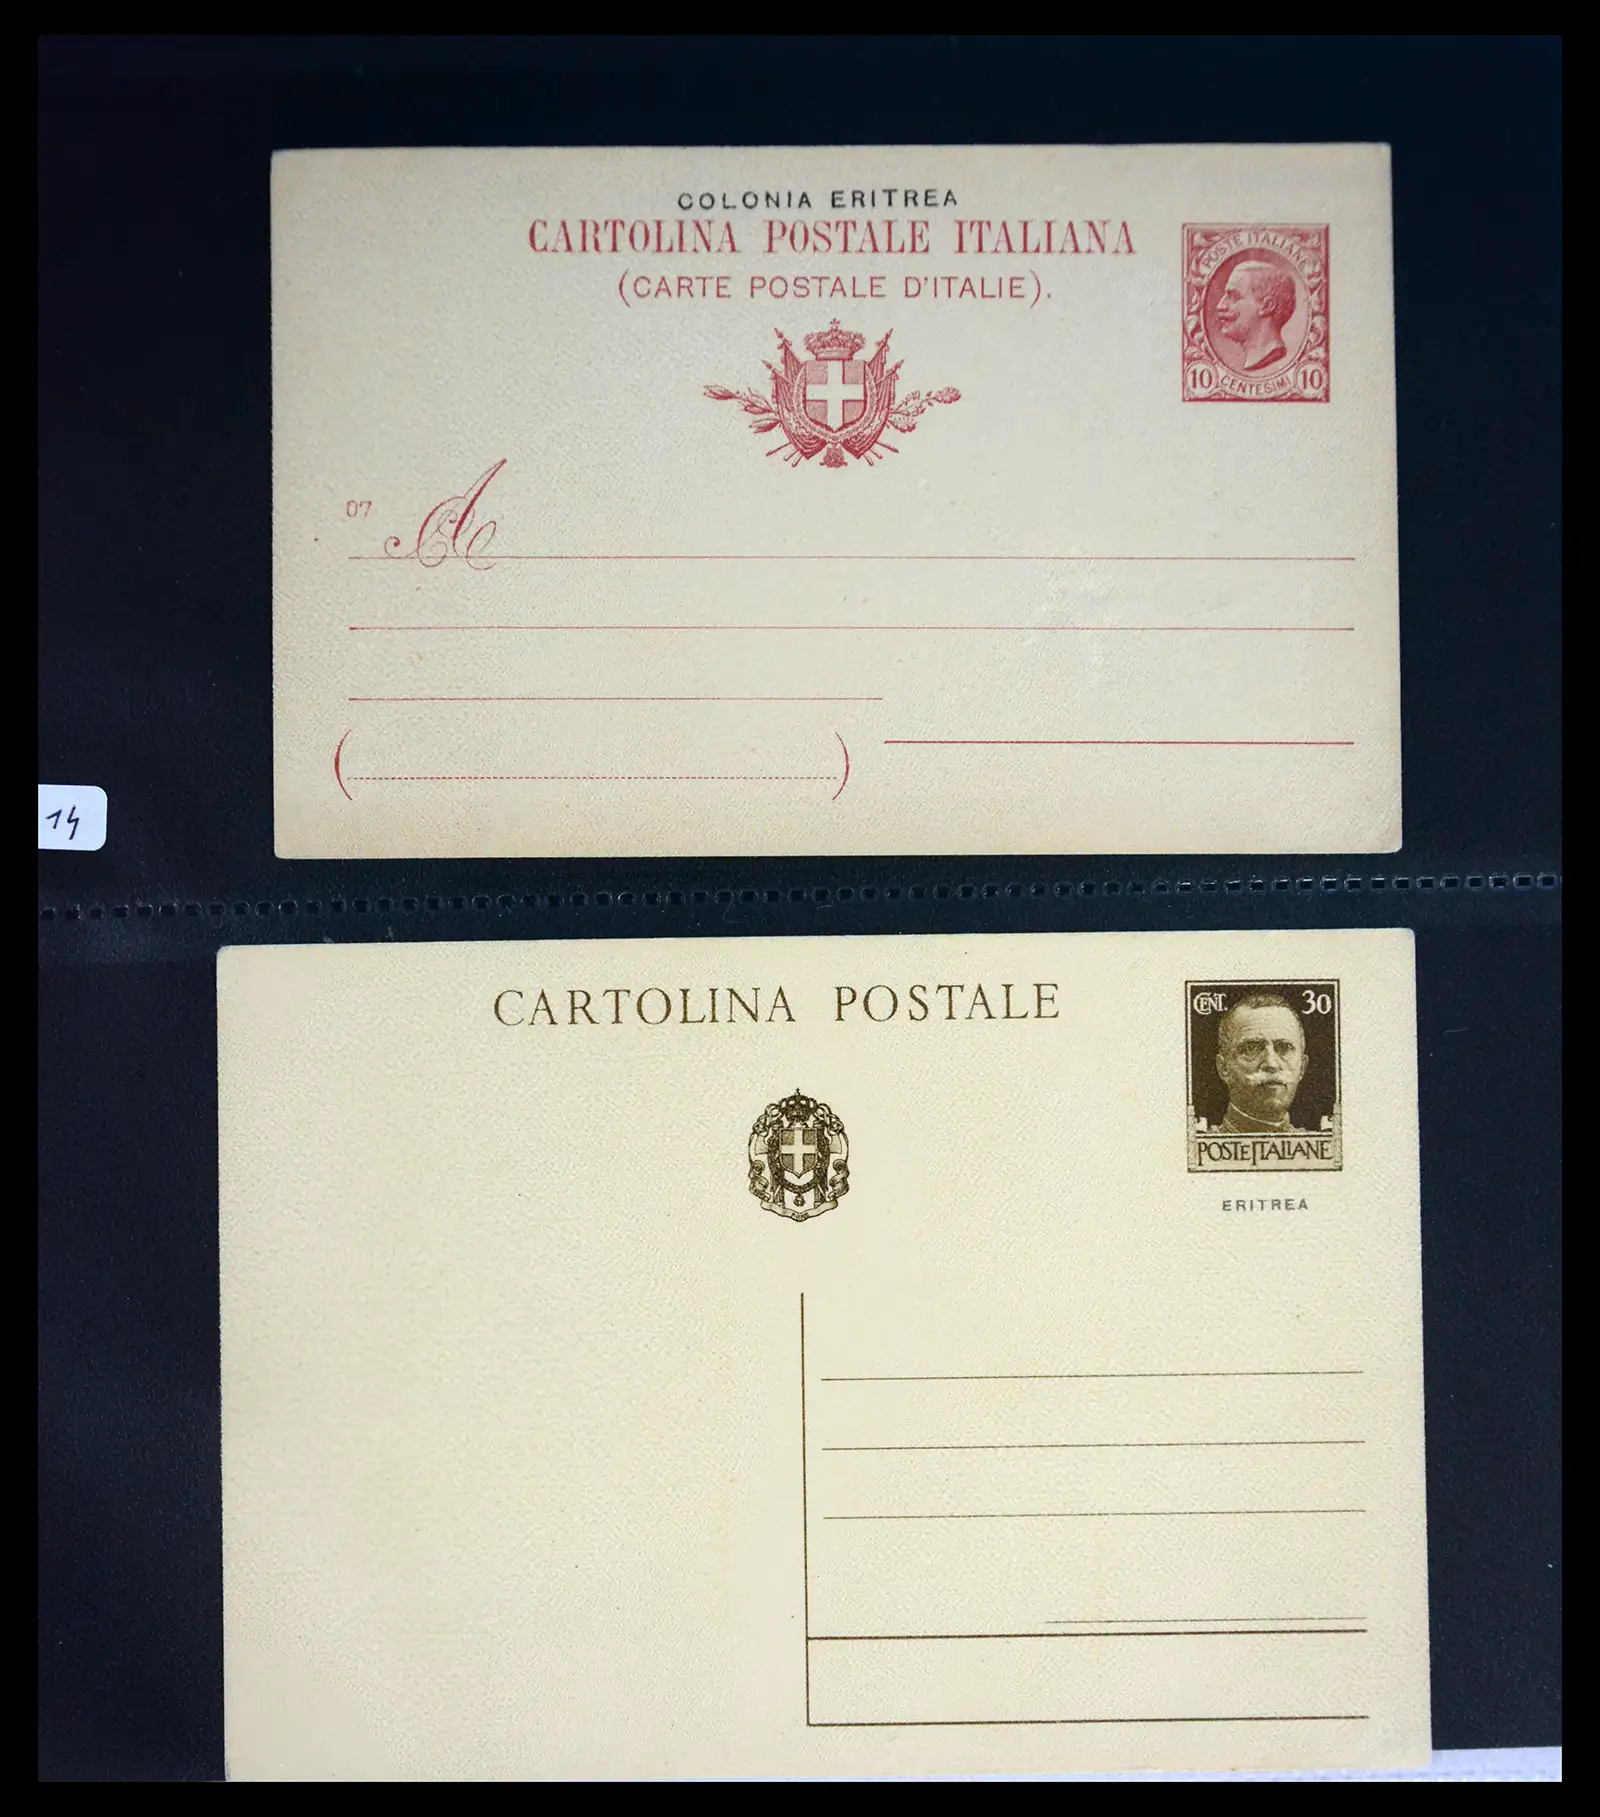 COLONIA ERITREA
CARTOLINA POSTALE ITALIANA
(CARTE POSTALE D'ITALIE).
POSTE ITALIANE
10 CENTESIMI 10
07 A
14
CARTOLINA POSTALE
CENT. 30
POSTE ITALIANE
ERITREA